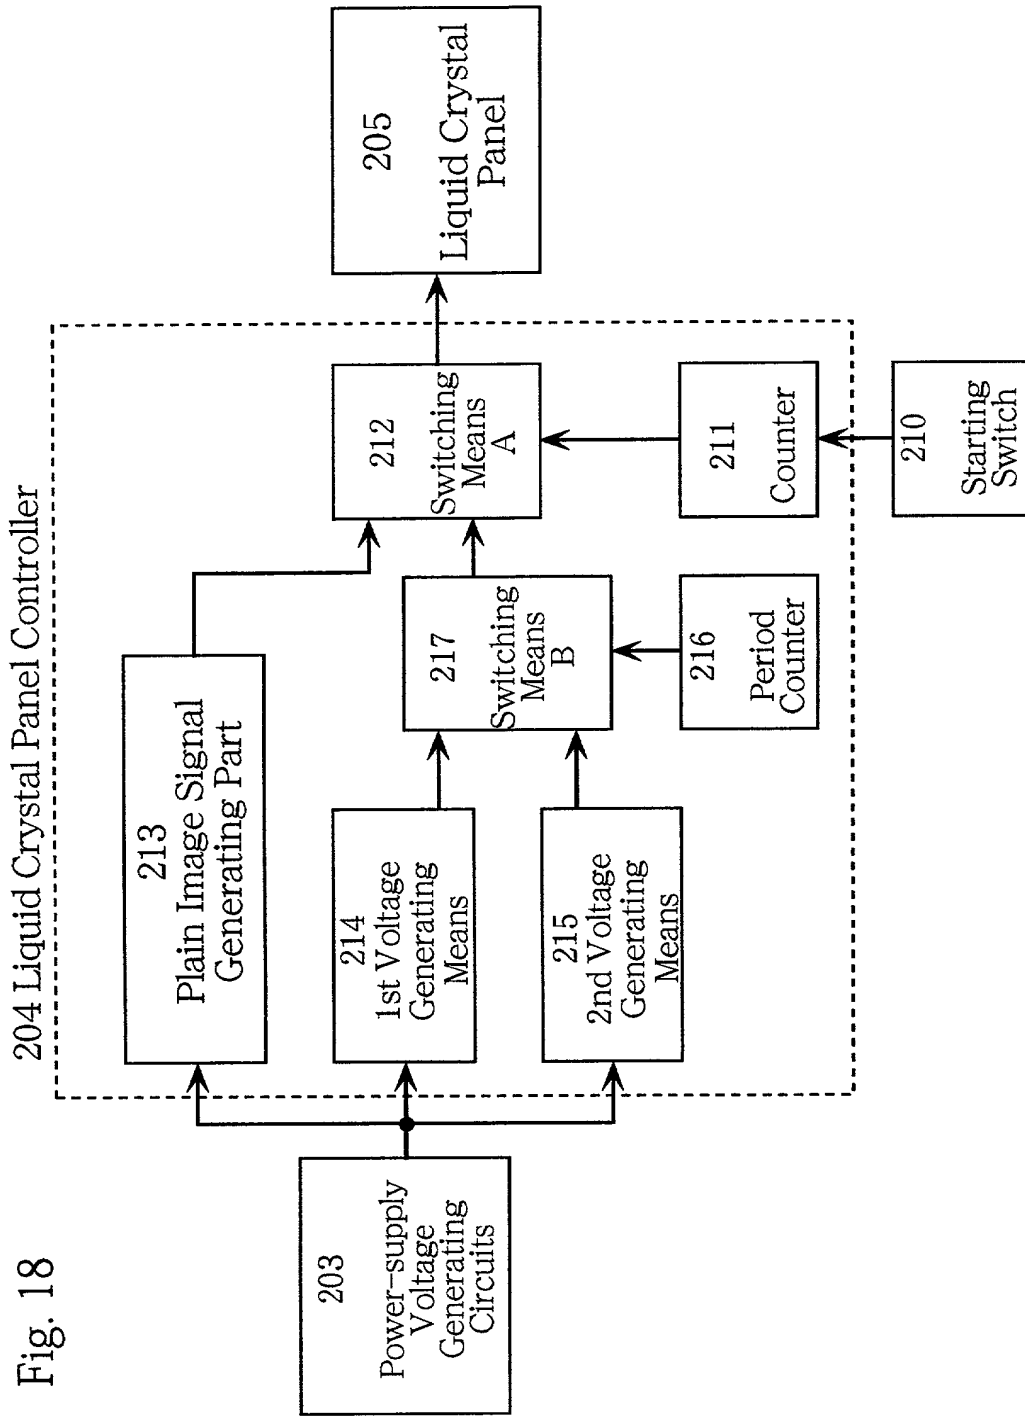 Fig. 18
204 Liquid Crystal Panel Controller
203
Power-supply
Voltage
Generating
Circuits
213
Plain Image Signal
Generating Part
214
1st Voltage
Generating
Means
215
2nd Voltage
Generating
Means
217
Switching
Means
B
216
Period
Counter
212
Switching
Means
A
211
Counter
210
Starting
Switch
205
Liquid Crystal
Panel